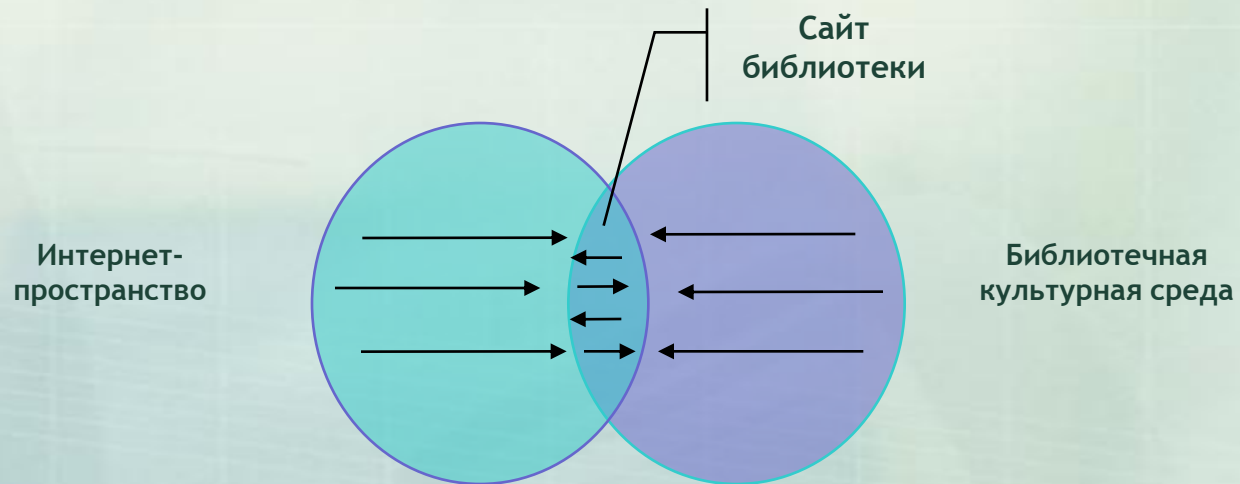 Сайт
библиотеки
Интернет-
пространство
Библиотечная
культурная среда